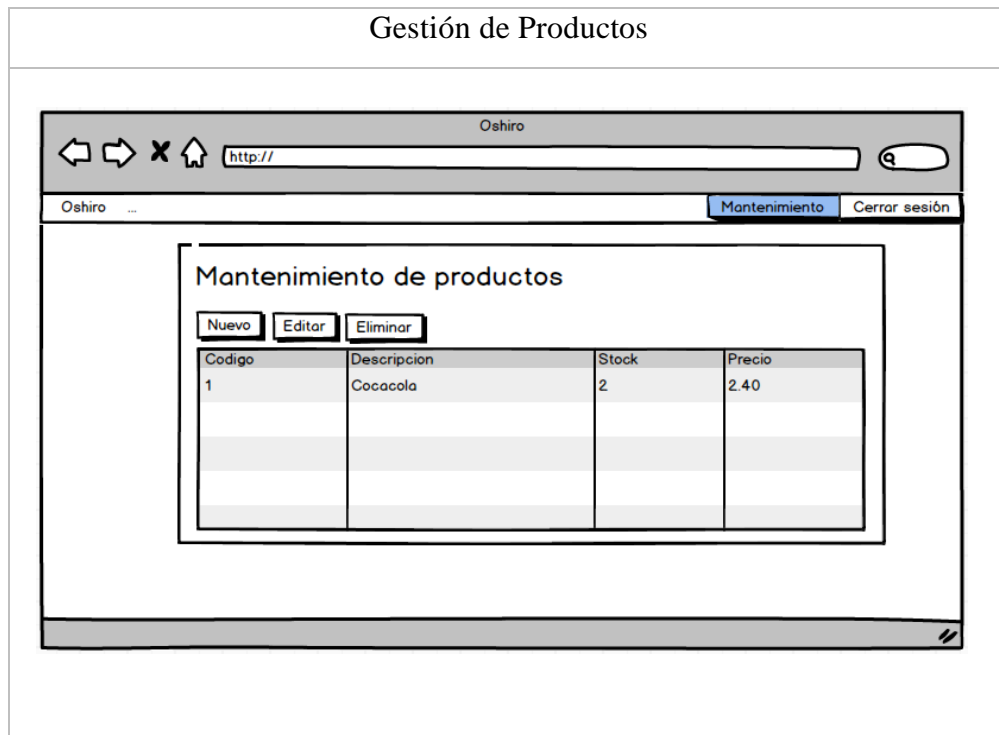 Gestión de Productos
Oshiro
http://
Oshiro ... Mantenimiento Cerrar sesión
Mantenimiento de productos
Nuevo Editar Eliminar
Codigo Descripcion Stock Precio
1 Cocacola 2 2.40